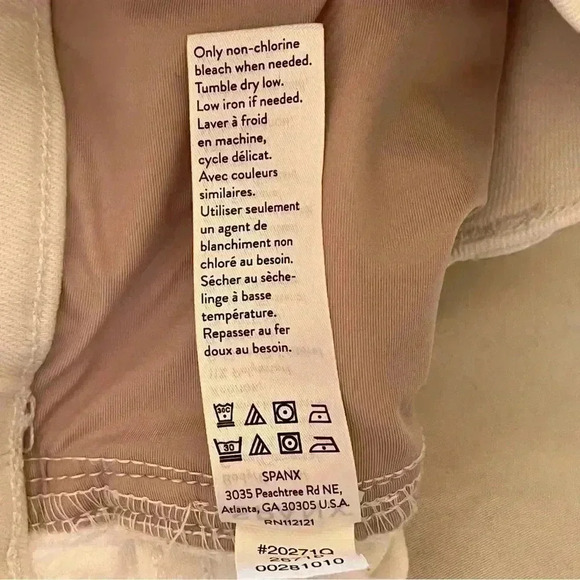 Only non-chlorine
bleach when needed.
Tumble dry low.
Low iron if needed.
Laver à froid
en machine,
cycle délicat.
Avec couleurs
similaires.
Utiliser seulement
un agent de
blanchiment non
chloré au besoin.
Sécher au sèche-
linge à basse
température.
Repasser au fer
doux au besoin.
30C
30
SPANX
3035 Peachtree Rd NE,
Atlanta, GA 30305 U.S.A.
RN112121
#20271Q
00281010